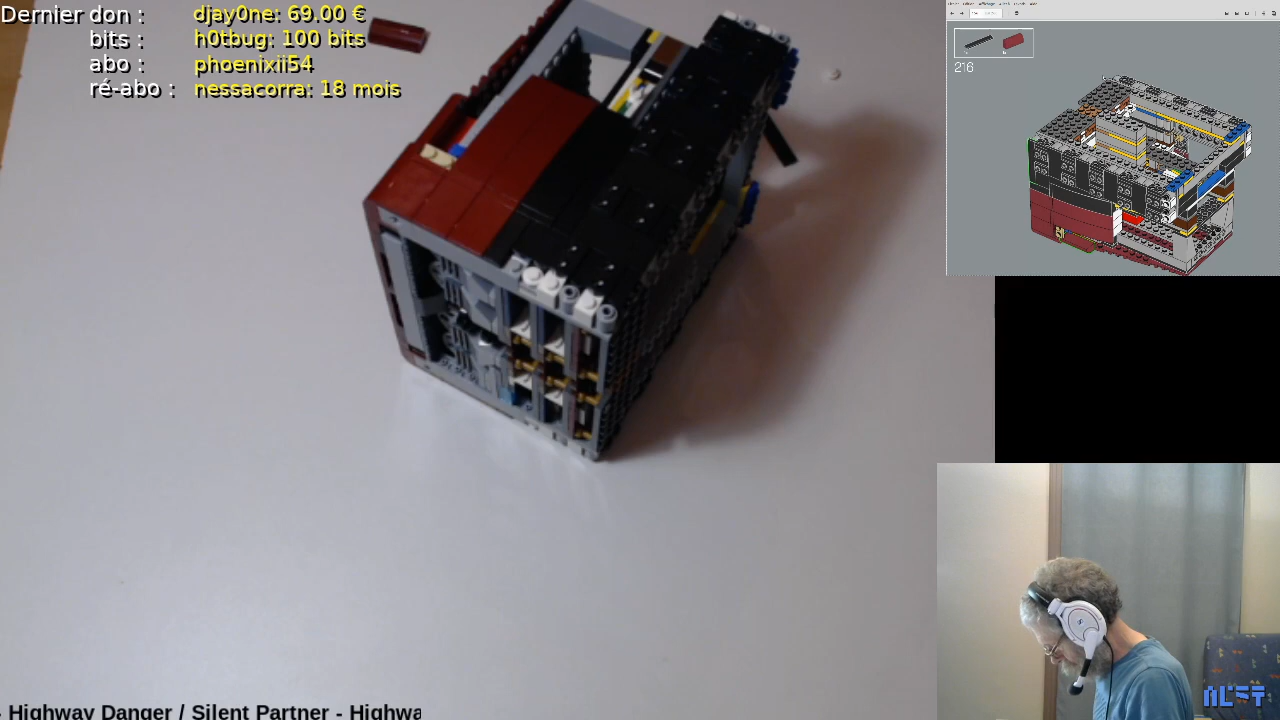 Dernier don : djay0ne: 69.00 €
bits : h0tbug: 100 bits
abo : phoenixii54
ré-abo : nessacorra: 18 mois
216
- Highway Danger / Silent Partner - Highwa